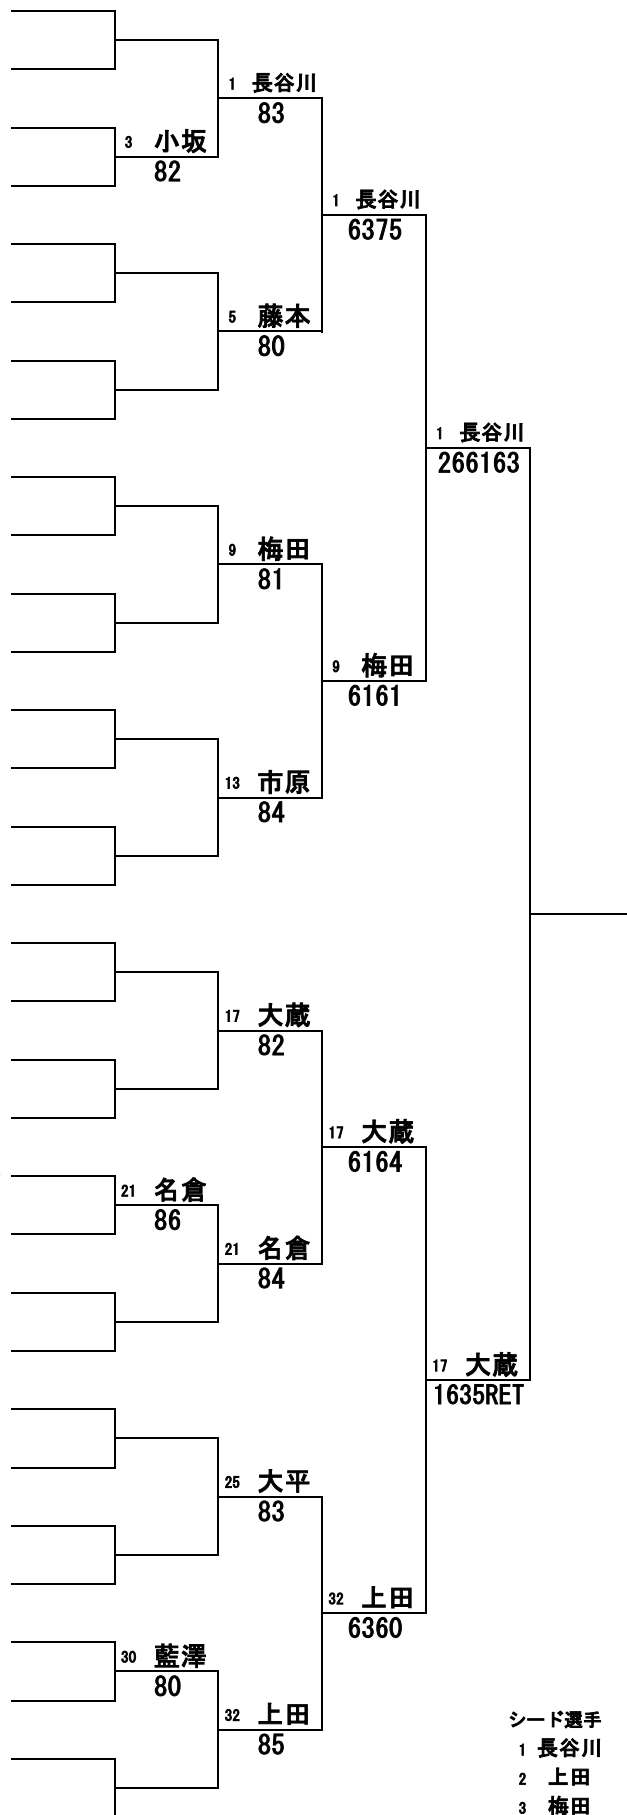 1 長谷川
83
3 小坂
82
1 長谷川
6375
5 藤本
80
1 長谷川
266163
9 梅田
81
9 梅田
6161
13 市原
84
17 大蔵
82
17 大蔵
6164
21 名倉
86
21 名倉
84
17 大蔵
1635RET
25 大平
83
32 上田
6360
30 藍澤
80
32 上田
85
シード選手
1 長谷川
2 上田
3 梅田